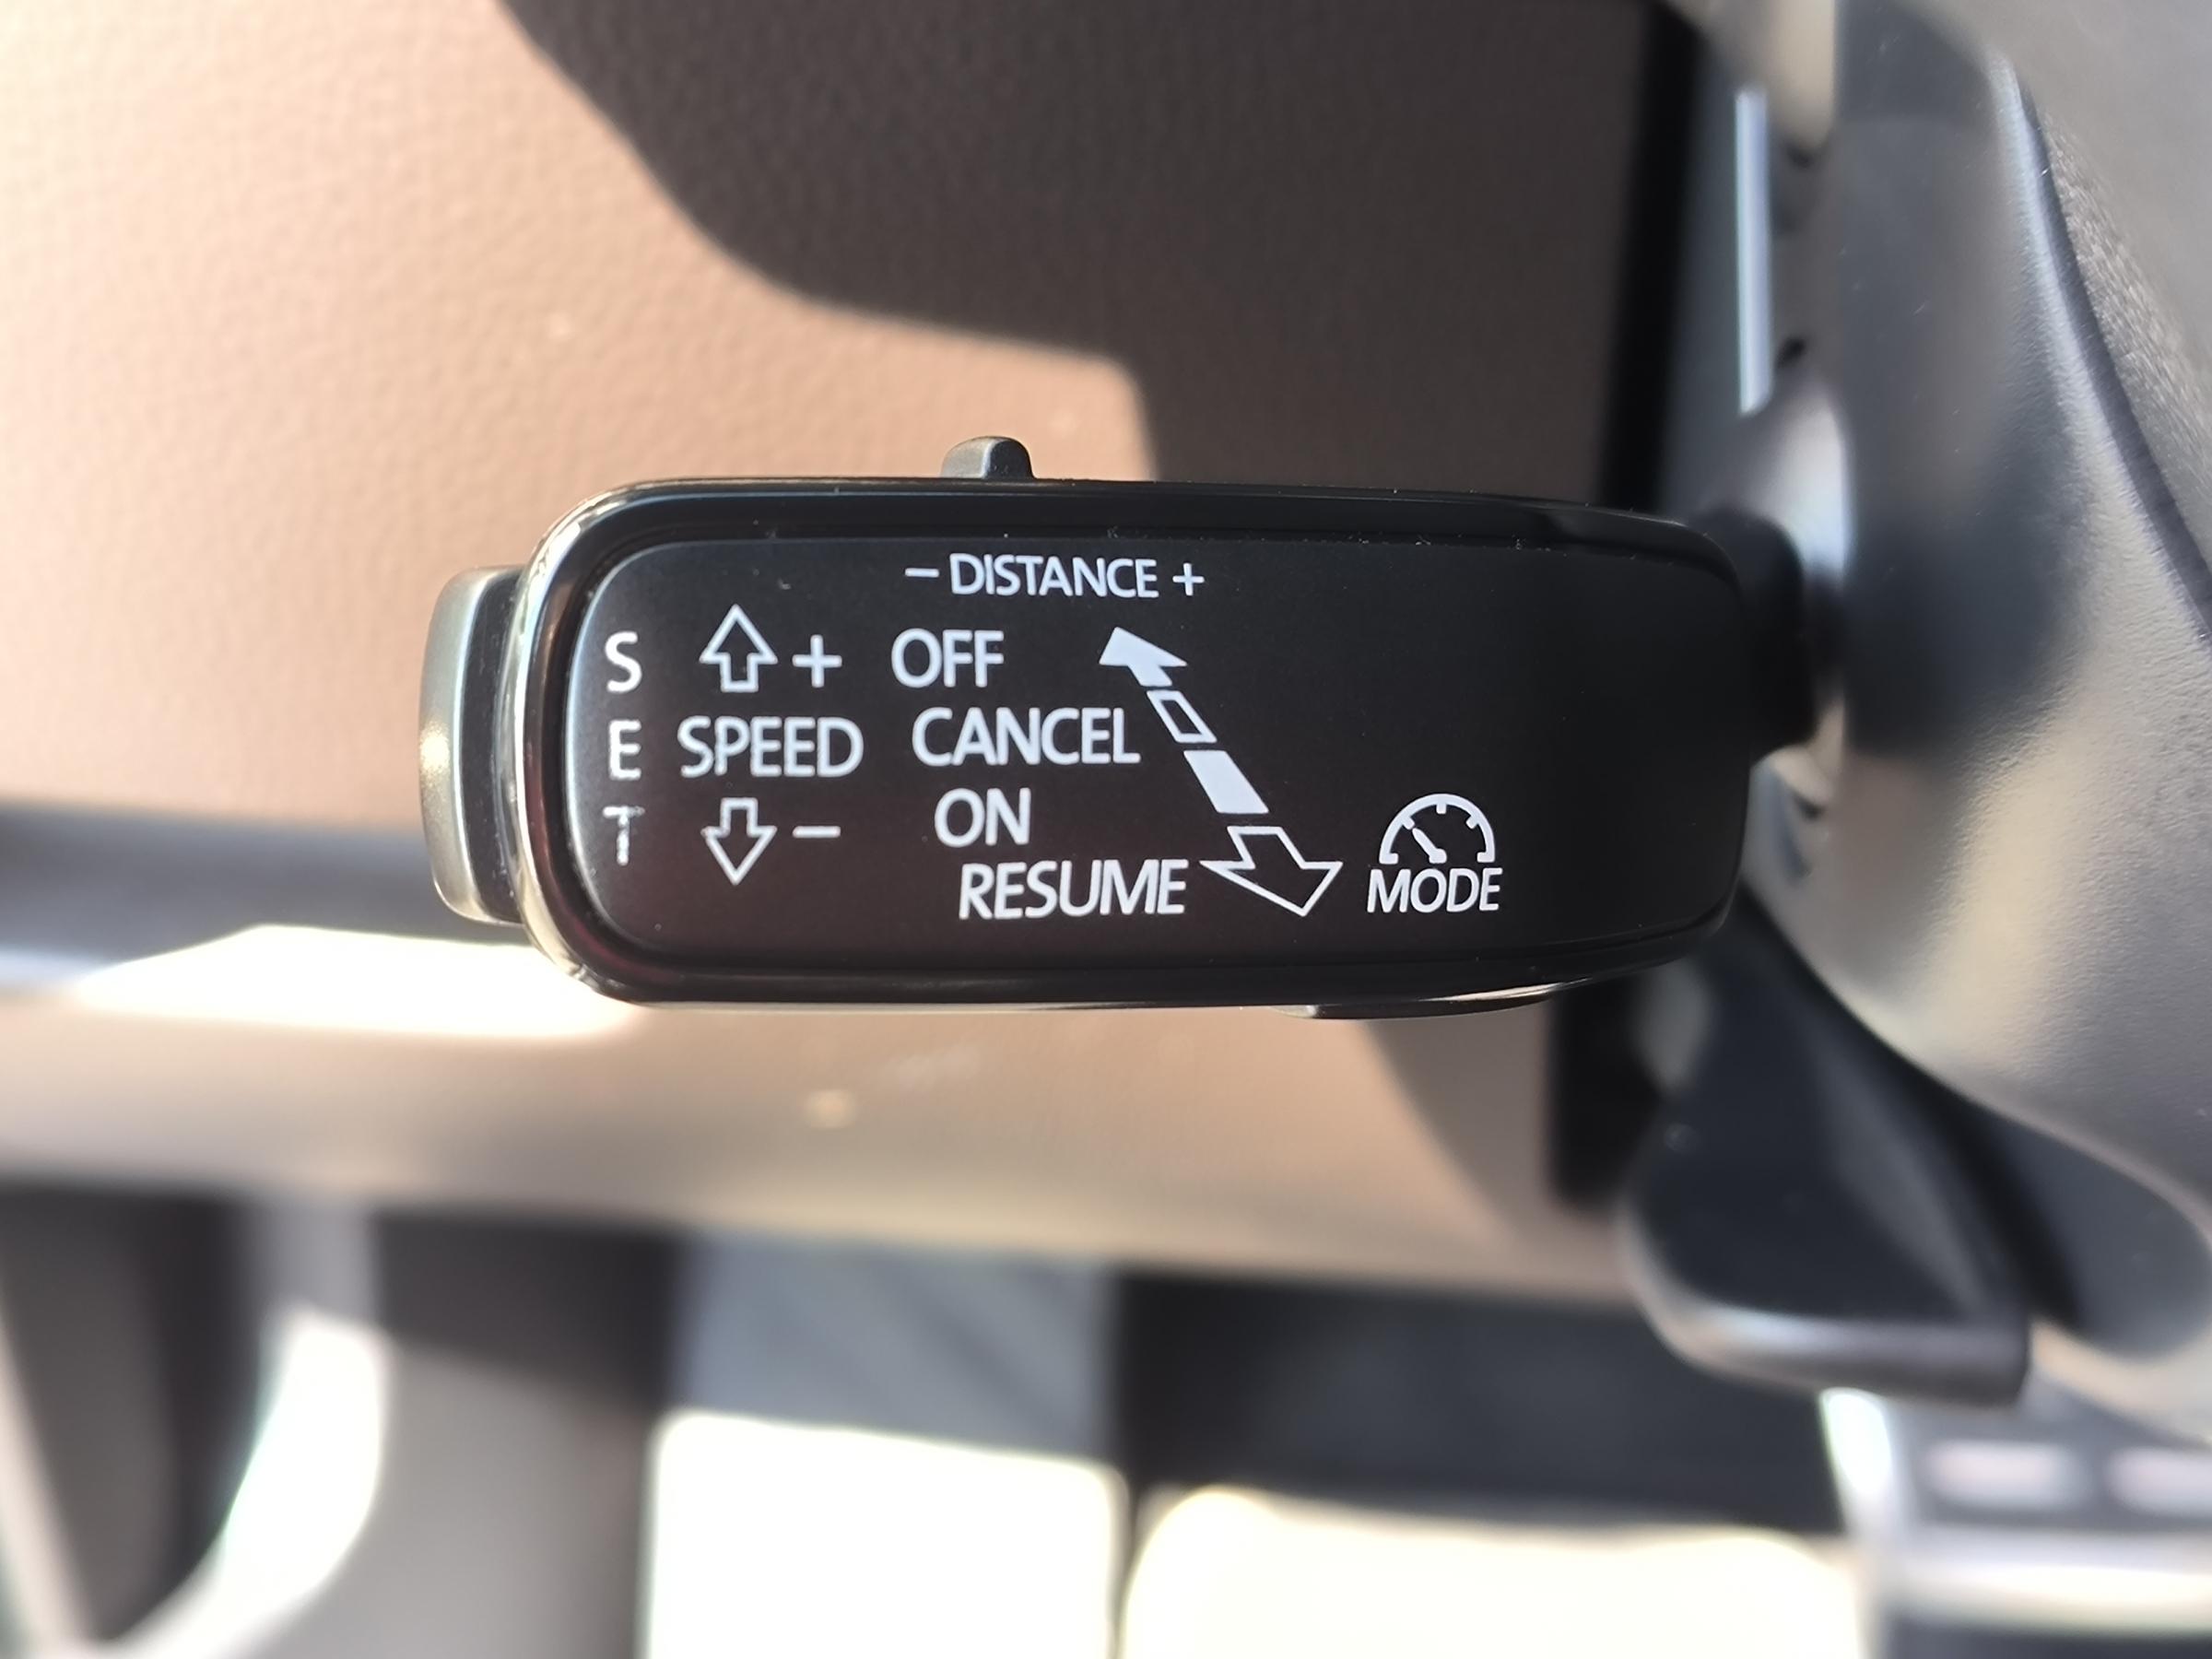 − DISTANCE +
S + OFF
E SPEED CANCEL
T − ON
RESUME MODE